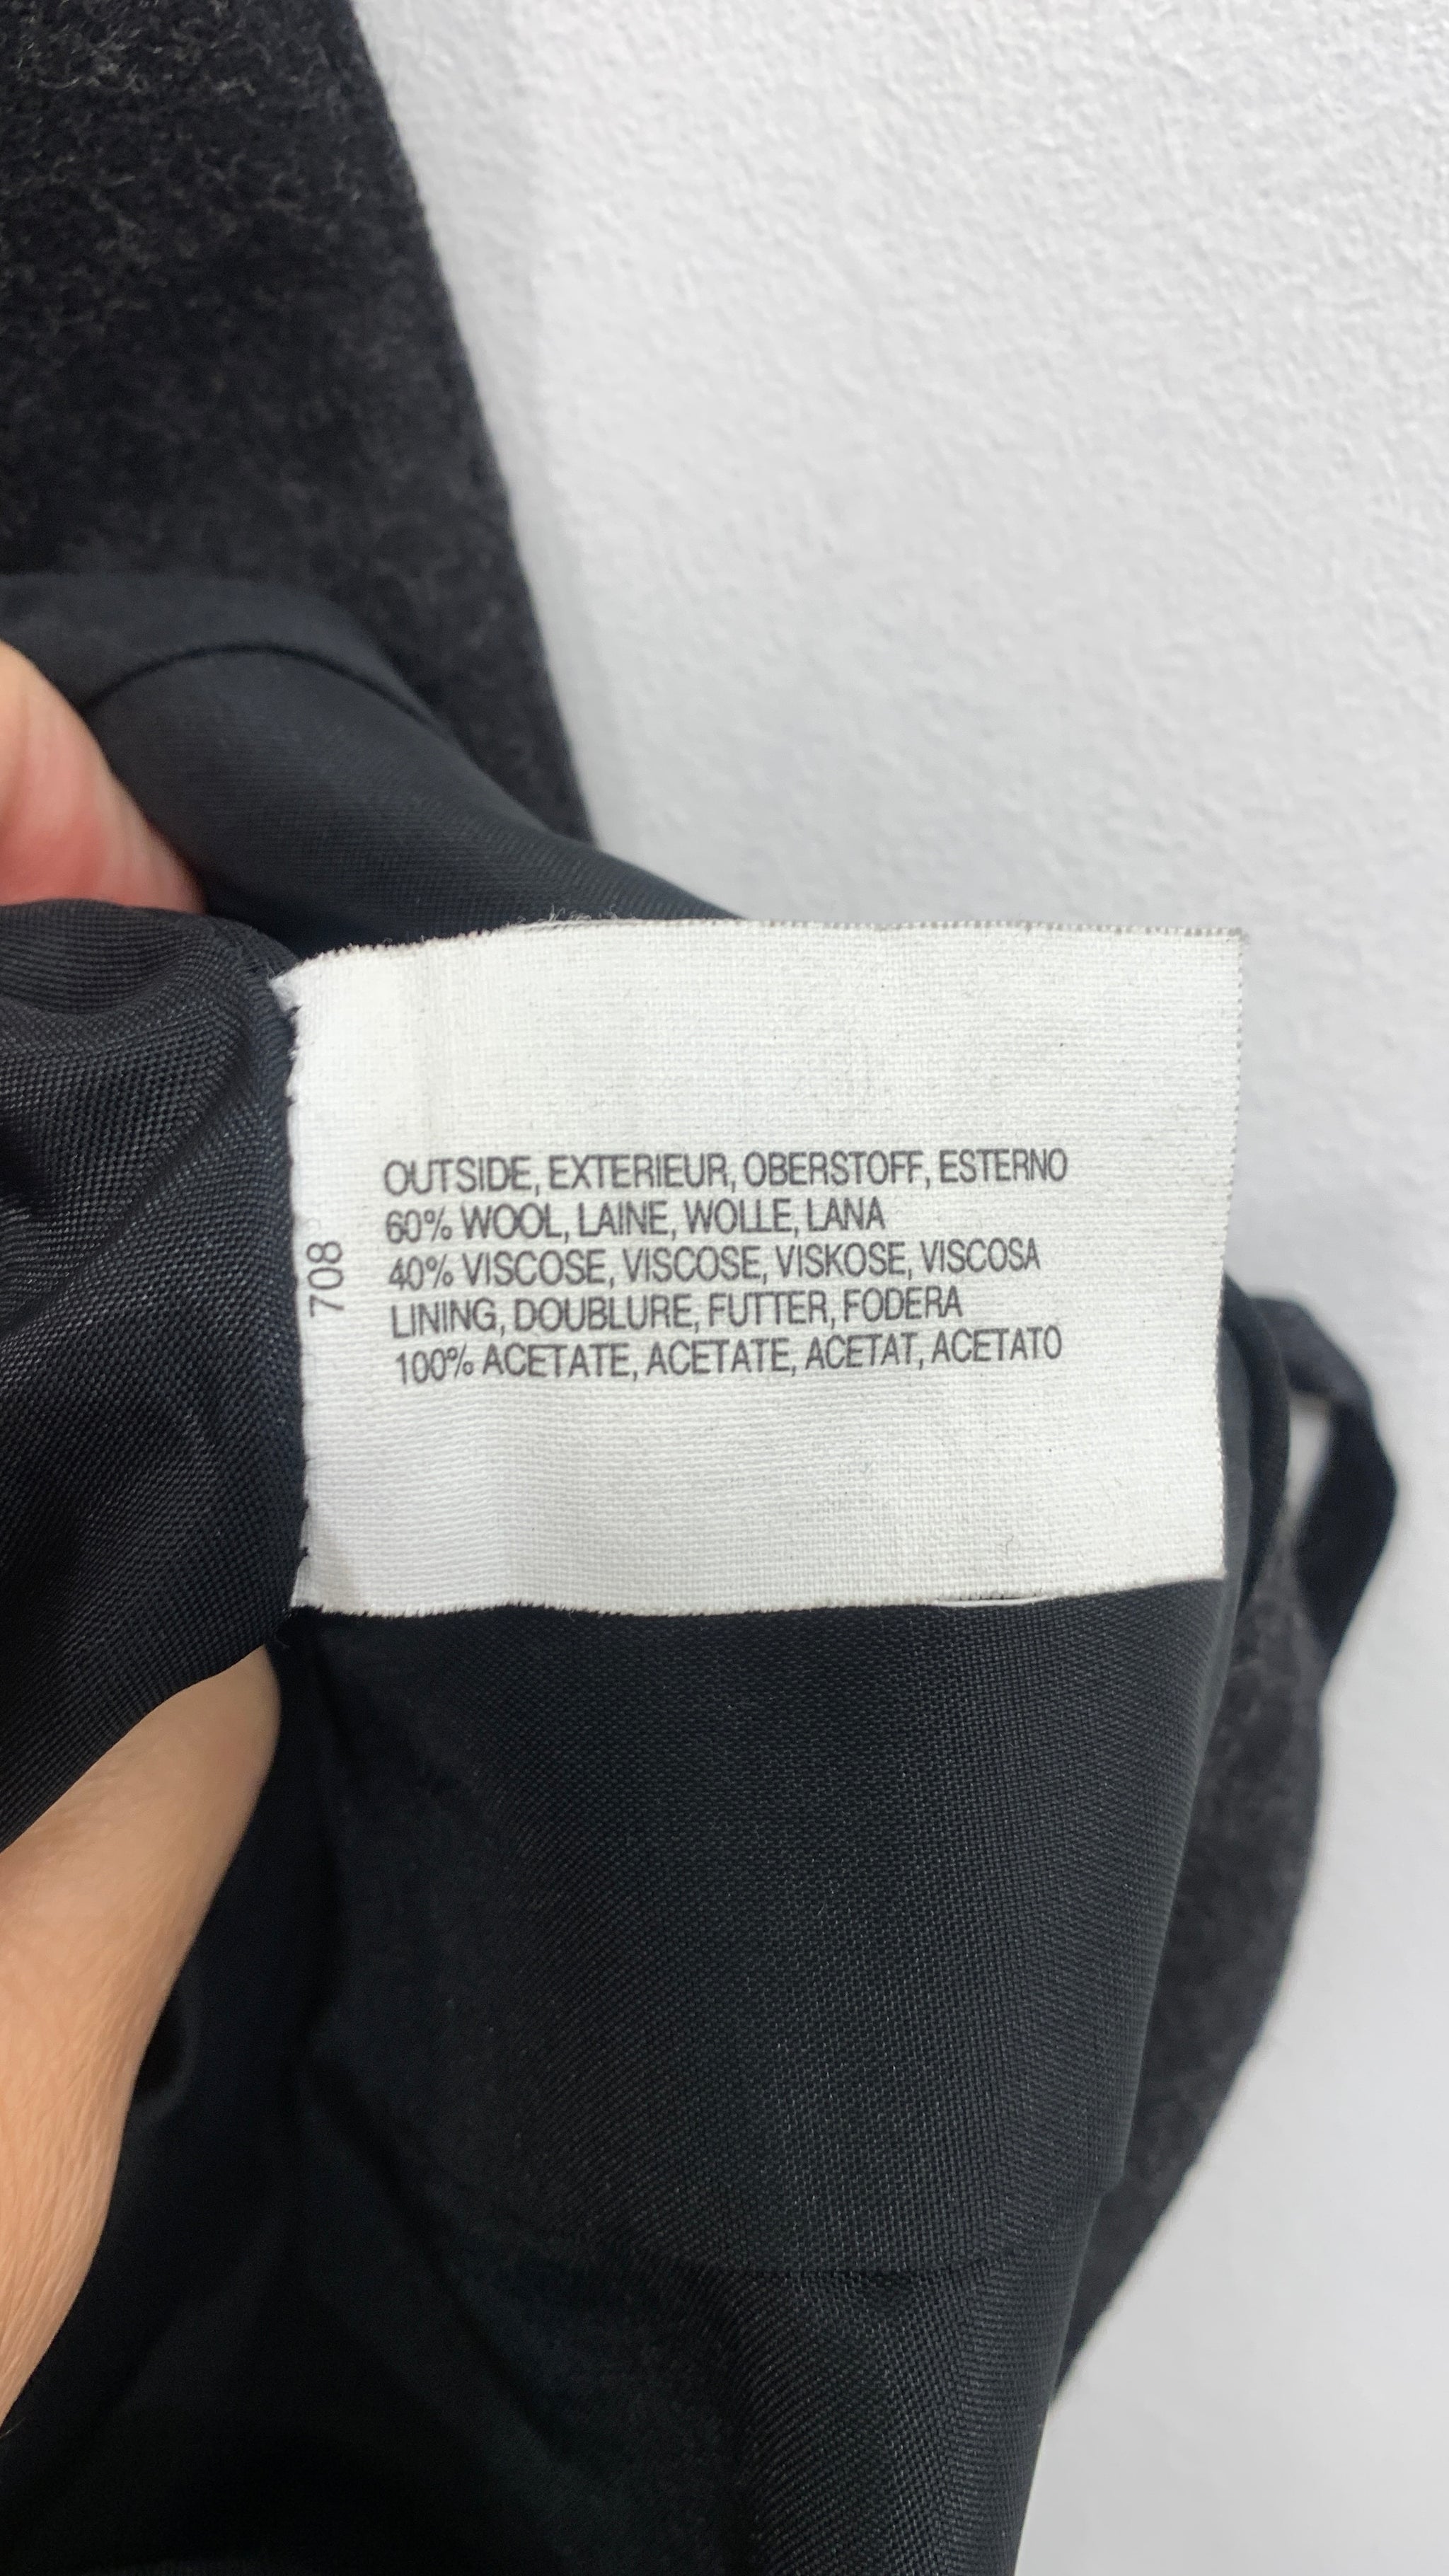 OUTSIDE, EXTERIEUR, OBERSTOFF, ESTERNO
60% WOOL, LAINE, WOLLE, LANA
40% VISCOSE, VISCOSE, VISKOSE, VISCOSA
LINING, DOUBLURE, FUTTER, FODERA
100% ACETATE, ACETATE, ACETAT, ACETATO
708